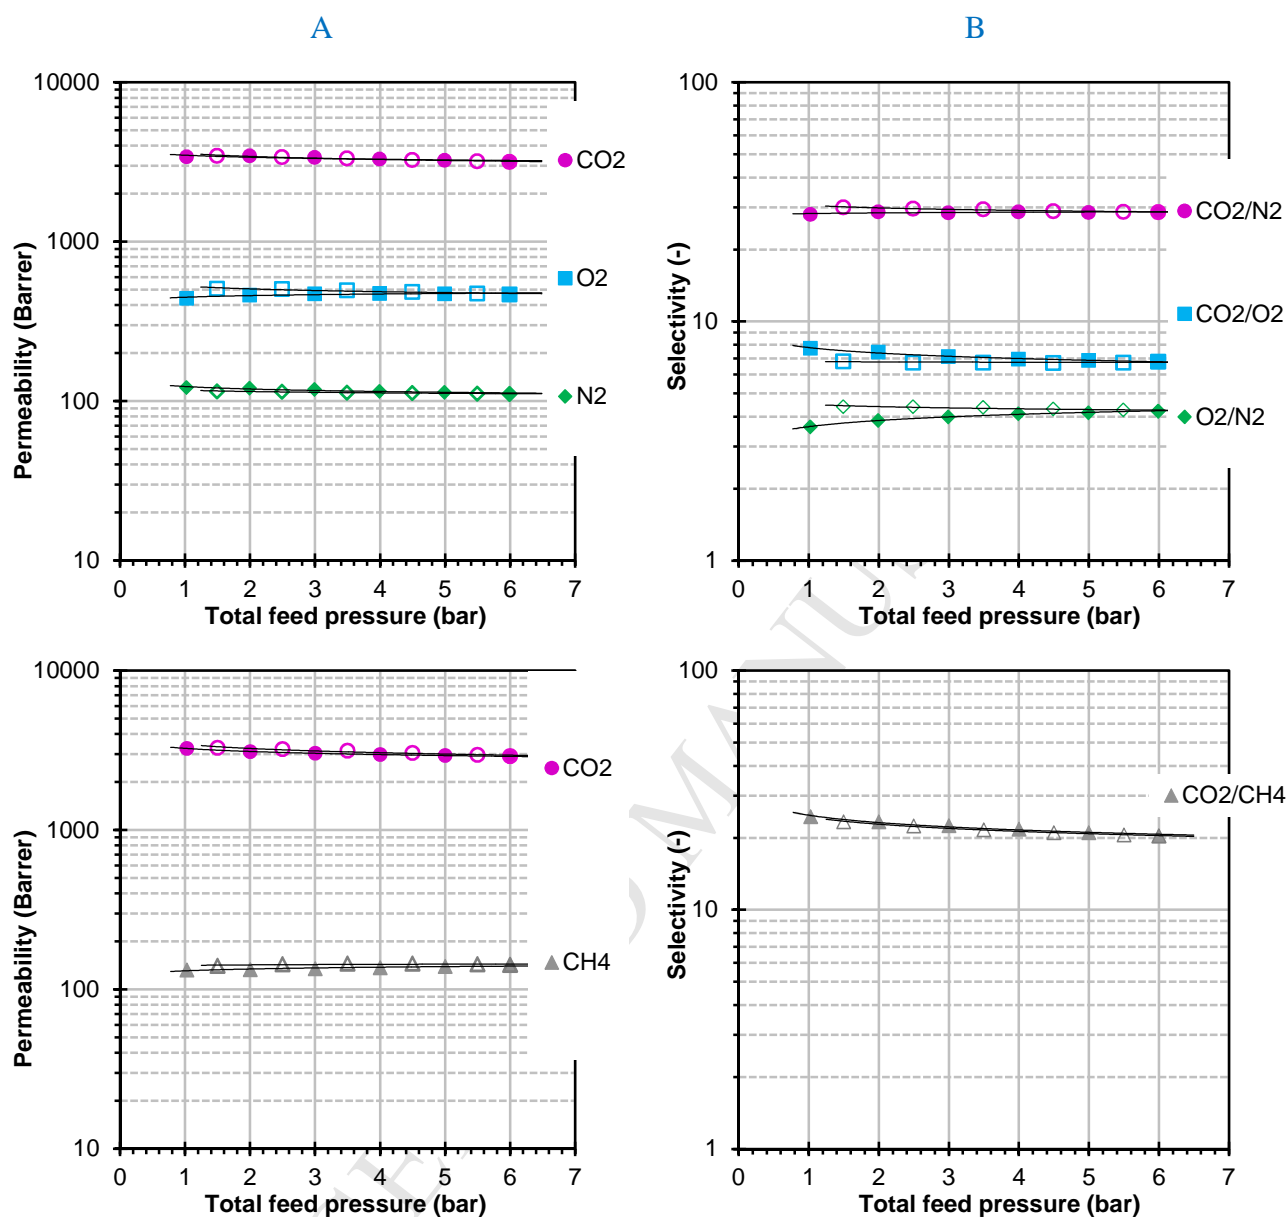 A
B
10000
1000
100
10
0 1 2 3 4 5 6 7
Permeability (Barrer)
Total feed pressure (bar)
CO2
O2
N2
100
10
1
0 1 2 3 4 5 6 7
Selectivity (-)
Total feed pressure (bar)
CO2/N2
CO2/O2
O2/N2
10000
1000
100
10
0 1 2 3 4 5 6 7
Permeability (Barrer)
Total feed pressure (bar)
CO2
CH4
100
10
1
0 1 2 3 4 5 6 7
Selectivity (-)
Total feed pressure (bar)
CO2/CH4